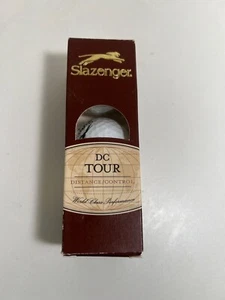 Slazenger
DC
TOUR
DISTANCE/CONTROL
World Class Performance